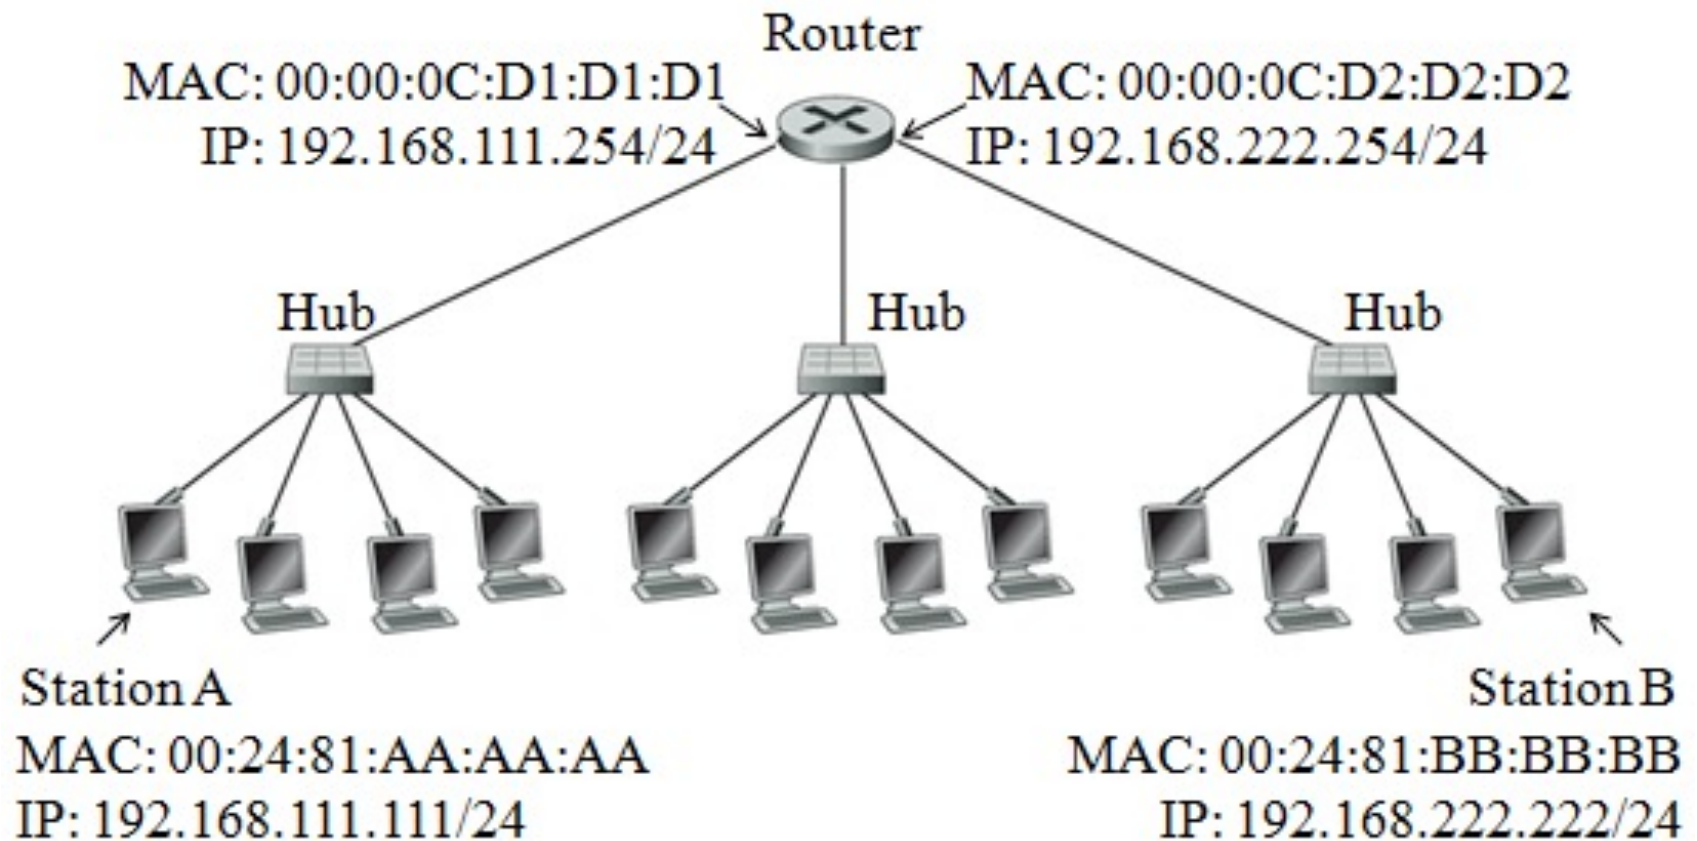 Router
MAC: 00:00:0C:D1:D1:D1
IP: 192.168.111.254/24
MAC: 00:00:0C:D2:D2:D2
IP: 192.168.222.254/24
Hub
Hub
Hub
Station A
MAC: 00:24:81:AA:AA:AA
IP: 192.168.111.111/24
Station B
MAC: 00:24:81:BB:BB:BB
IP: 192.168.222.222/24